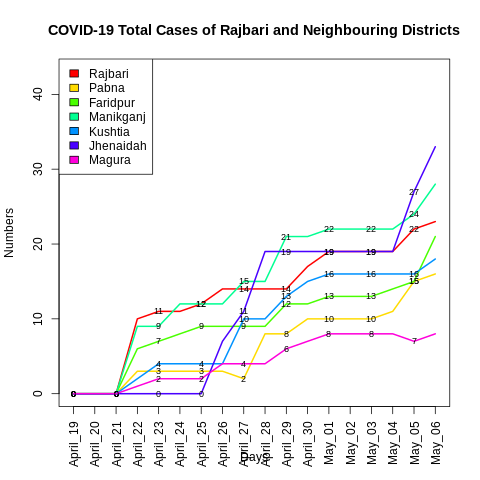 COVID-19 Total Cases of Rajbari and Neighbouring Districts
Rajbari
Pabna
Faridpur
Manikganj
Kushtia
Jhenaidah
Magura
Numbers
40
30
20
10
0
27
24
22
22
22
21
19
19
19
15
14
14
12
11
11
9
9
9
7
16
16
16
15
13
13
13
12
10
10
10
8
8
8
7
6
4
4
4
3
3
2
2
2
0
0
0
0
April_19
April_20
April_21
April_22
April_23
April_24
April_25
April_26
April_27
April_28
April_29
April_30
May_01
May_02
May_03
May_04
May_05
May_06
Days